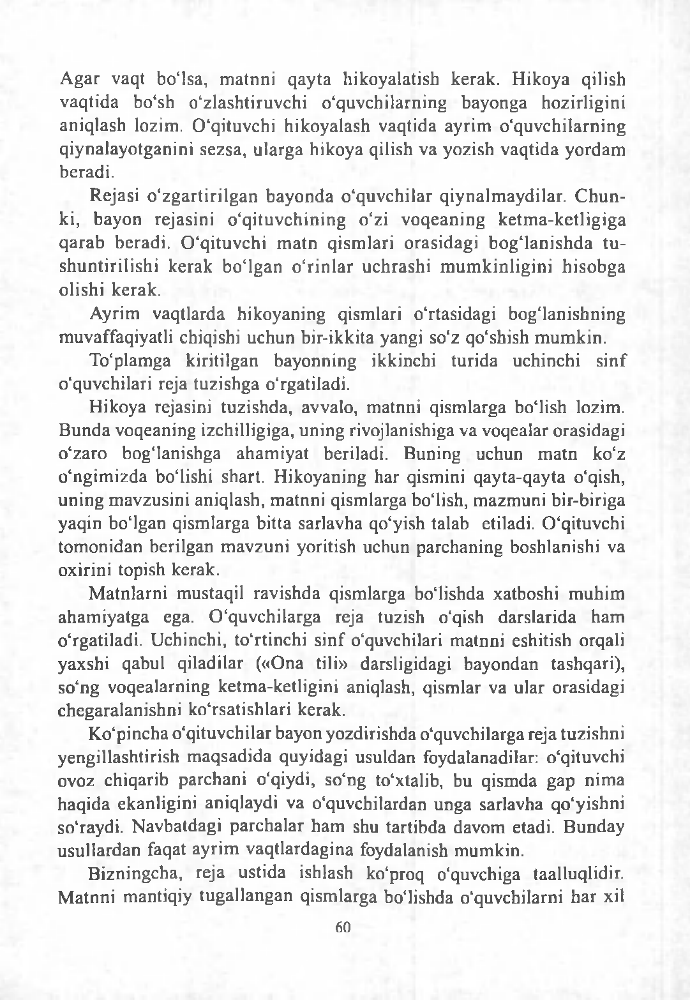 Agar vaqt bo‘lsa, matnni qayta hikoyalatish kerak. Hikoya qilish
vaqtida bo‘sh o‘zlashtiruvchi o‘quvchilarning bayonga hozirligini
aniqlash lozim. O‘qituvchi hikoyalash vaqtida ayrim o‘quvchilarning
qiynalayotganini sezsa, ularga hikoya qilish va yozish vaqtida yordam
beradi.
Rejasi o‘zgartirilgan bayonda o‘quvchilar qiynalmaydilar. Chun-
ki, bayon rejasini o‘qituvchining o‘zi voqeaning ketma-ketligiga
qarab beradi. O‘qituvchi matn qismlari orasidagi bog‘lanishda tu-
shuntirilishi kerak bo‘lgan o‘rinlar uchrashi mumkinligini hisobga
olishi kerak.
Ayrim vaqtlarda hikoyaning qismlari o‘rtasidagi bog‘lanishning
muvaffaqiyatli chiqishi uchun bir-ikkita yangi so‘z qo‘shish mumkin.
To‘plamga kiritilgan bayonning ikkinchi turida uchinchi sinf
o‘quvchilari reja tuzishga o‘rgatiladi.
Hikoya rejasini tuzishda, avvalo, matnni qismlarga bo‘lish lozim.
Bunda voqeaning izchilligiga, uning rivojlanishiga va voqealar orasidagi
o‘zaro bog‘lanishga ahamiyat beriladi. Buning uchun matn ko‘z
o‘ngimizda bo‘lishi shart. Hikoyaning har qismini qayta-qayta o‘qish,
uning mavzusini aniqlash, matnni qismlarga bo‘lish, mazmuni bir-biriga
yaqin bo‘lgan qismlarga bitta sarlavha qo‘yish talab etiladi. O‘qituvchi
tomonidan berilgan mavzuni yoritish uchun parchaning boshlanishi va
oxirini topish kerak.
Matnlarni mustaqil ravishda qismlarga bo‘lishda xatboshi muhim
ahamiyatga ega. O‘quvchilarga reja tuzish o‘qish darslarida ham
o‘rgatiladi. Uchinchi, to‘rtinchi sinf o‘quvchilari matnni eshitish orqali
yaxshi qabul qiladilar («Ona tili» darsligidagi bayondan tashqari),
so‘ng voqealarning ketma-ketligini aniqlash, qismlar va ular orasidagi
chegaralanishni ko‘rsatishlari kerak.
Ko‘pincha o‘qituvchilar bayon yozdirishda o‘quvchilarga reja tuzishni
yengillashtirish maqsadida quyidagi usuldan foydalanadilar: o‘qituvchi
ovoz chiqarib parchani o‘qiydi, so‘ng to‘xtalib, bu qismda gap nima
haqida ekanligini aniqlaydi va o‘quvchilardan unga sarlavha qo‘yishni
so‘raydi. Navbatdagi parchalar ham shu tartibda davom etadi. Bunday
usullardan faqat ayrim vaqtlardagina foydalanish mumkin.
Bizningcha, reja ustida ishlash ko‘proq o‘quvchiga taalluqlidir.
Matnni mantiqiy tugallangan qismlarga bo‘lishda o‘quvchilarni har xil
60